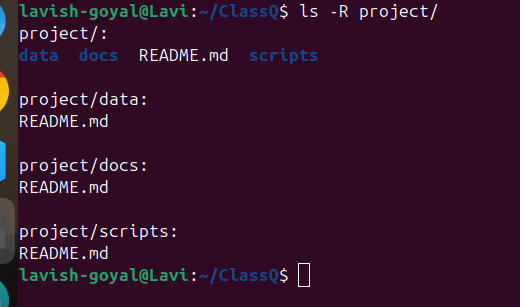 lavish-goyal@Lavi:~/ClassQ$ ls -R project/
project/:
data  docs  README.md  scripts

project/data:
README.md

project/docs:
README.md

project/scripts:
README.md
lavish-goyal@Lavi:~/ClassQ$